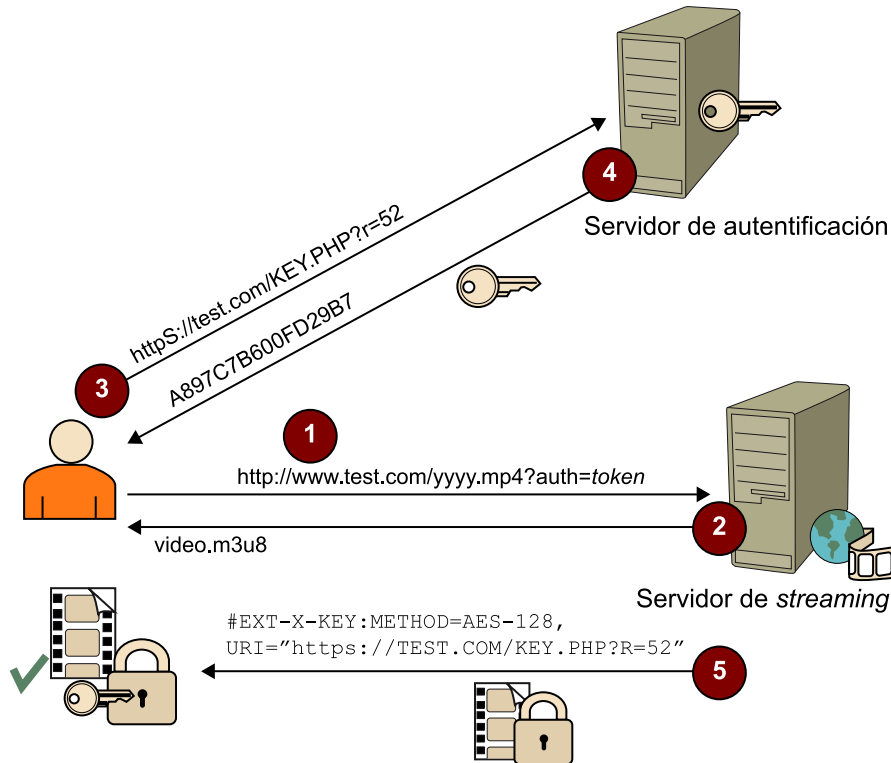 4
Servidor de autentificación
httpS://test.com/KEY.PHP?r=52
A897C7B600FD29B7
3
1
http://www.test.com/yyyy.mp4?auth=token
2
video.m3u8
Servidor de streaming
#EXT-X-KEY:METHOD=AES-128,
URI=”https://TEST.COM/KEY.PHP?R=52”
5